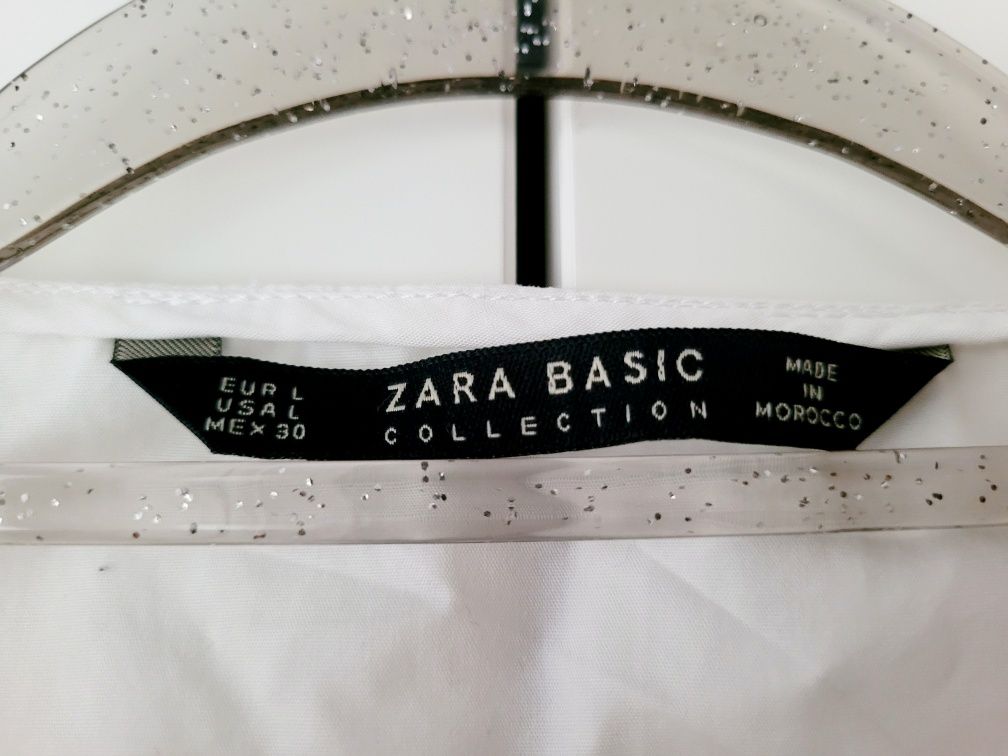 EUR L
USA L
MEX 30
ZARA BASIC
COLLECTION
MADE
IN
MOROCCO